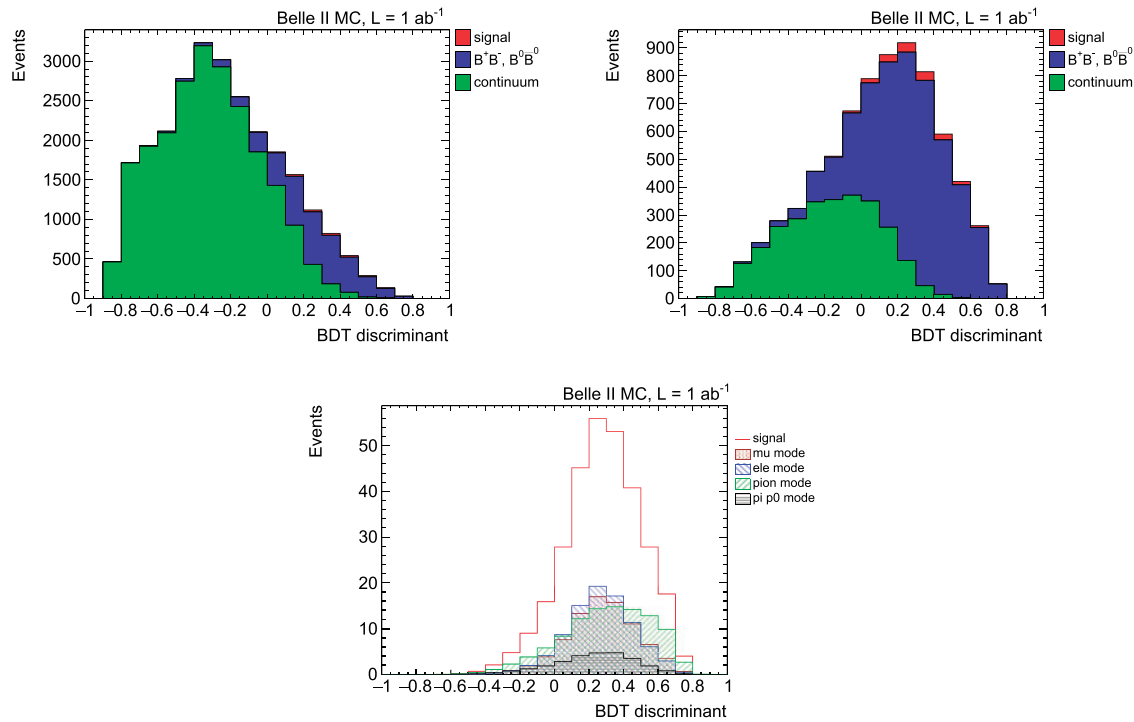 Belle II MC, L = 1 ab⁻¹
Events
3000
2500
2000
1500
1000
500
0
−1 −0.8 −0.6 −0.4 −0.2 0 0.2 0.4 0.6 0.8 1
BDT discriminant
signal
B⁺B⁻, B⁰B̅⁰
continuum
Belle II MC, L = 1 ab⁻¹
Events
900
800
700
600
500
400
300
200
100
0
−1 −0.8 −0.6 −0.4 −0.2 0 0.2 0.4 0.6 0.8 1
BDT discriminant
signal
B⁺B⁻, B⁰B̅⁰
continuum
Belle II MC, L = 1 ab⁻¹
Events
50
40
30
20
10
0
−1 −0.8 −0.6 −0.4 −0.2 0 0.2 0.4 0.6 0.8 1
BDT discriminant
signal
mu mode
ele mode
pion mode
pi p0 mode